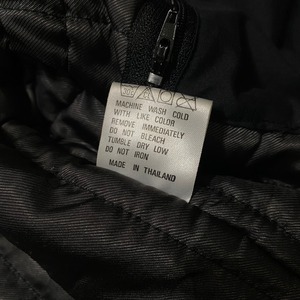 MACHINE WASH COLD
WITH LIKE COLOR
REMOVE IMMEDIATELY
DO NOT BLEACH
TUMBLE DRY LOW
DO NOT IRON
MADE IN THAILAND